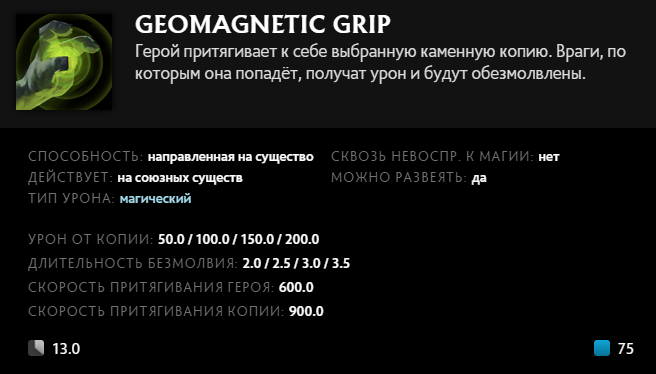 GEOMAGNETIC GRIP
Герой притягивает к себе выбранную каменную копию. Враги, по
которым она попадёт, получат урон и будут обезмолвлены.
СПОСОБНОСТЬ: направленная на существо
СКВОЗЬ НЕВОСПР. К МАГИИ: нет
ДЕЙСТВУЕТ: на союзных существ
МОЖНО РАЗВЕЯТЬ: да
ТИП УРОНА: магический
УРОН ОТ КОПИИ: 50.0 / 100.0 / 150.0 / 200.0
ДЛИТЕЛЬНОСТЬ БЕЗМОЛВИЯ: 2.0 / 2.5 / 3.0 / 3.5
СКОРОСТЬ ПРИТЯГИВАНИЯ ГЕРОЯ: 600.0
СКОРОСТЬ ПРИТЯГИВАНИЯ КОПИИ: 900.0
13.0
75